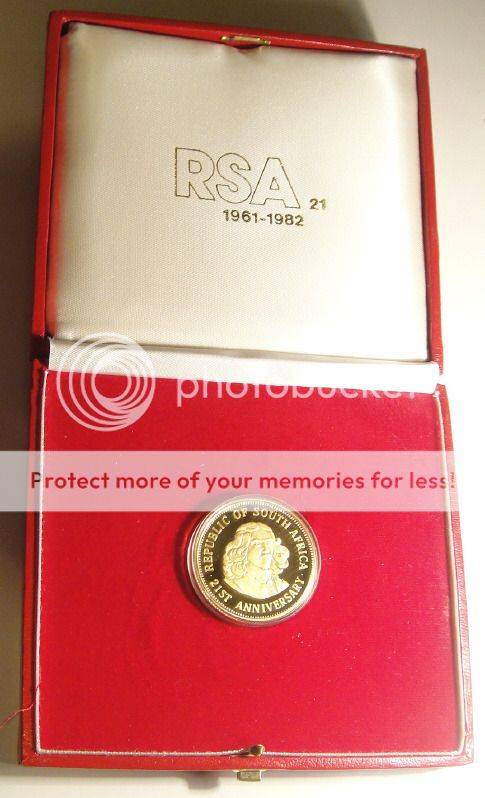 RSA 21
1961-1982
photobucket
Protect more of your memories for less!
REPUBLIC OF SOUTH AFRICA
21ST ANNIVERSARY